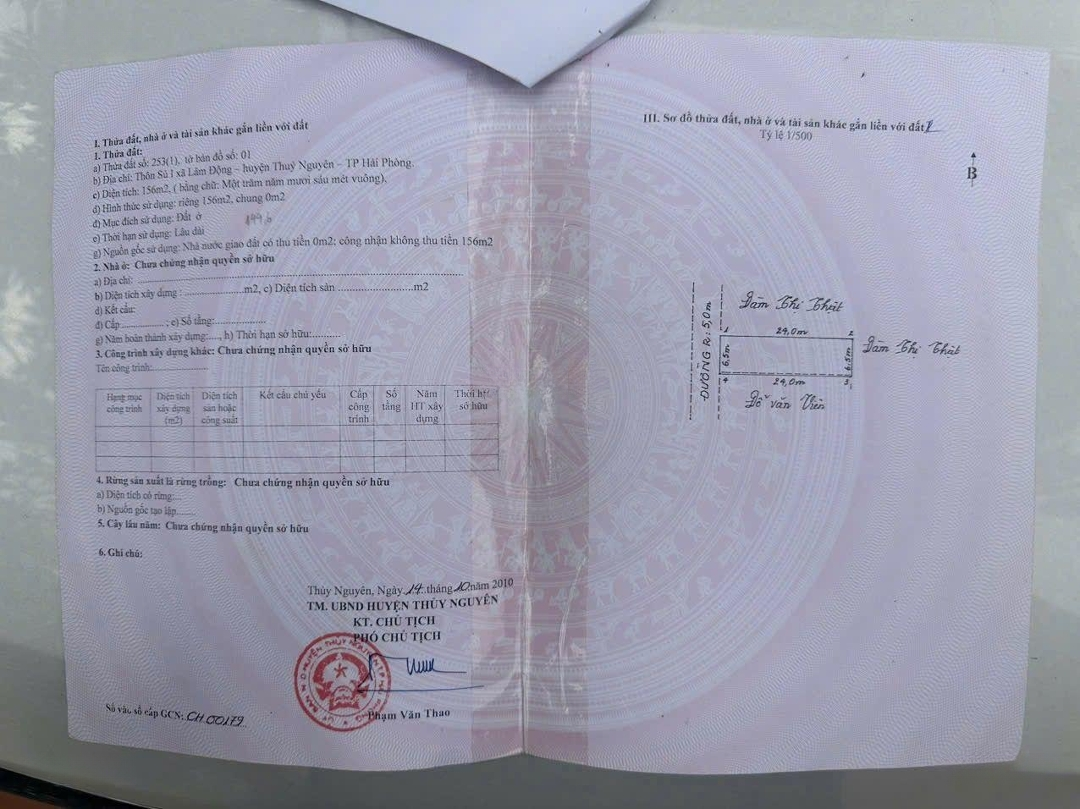 I. Thửa đất, nhà ở và tài sản khác gắn liền với đất
1. Thửa đất:
a) Thửa đất số: 253(1), tờ bản đồ số: 01
b) Địa chỉ: Thôn Sú 1 xã Lâm Động – huyện Thuỷ Nguyên – TP Hải Phòng.
c) Diện tích: 156m2, ( bằng chữ: Một trăm năm mươi sáu mét vuông),
d) Hình thức sử dụng: riêng 156m2, chung 0m2
đ) Mục đích sử dụng: Đất ở
e) Thời hạn sử dụng: Lâu dài
g) Nguồn gốc sử dụng: Nhà nước giao đất có thu tiền 0m2; công nhận không thu tiền 156m2
2. Nhà ở: Chưa chứng nhận quyền sở hữu
a) Địa chỉ:
b) Diện tích xây dựng : ....................m2, c) Diện tích sàn ........................m2
d) Kết cấu:
đ) Cấp ................; e) Số tầng:..................
g) Năm hoàn thành xây dựng:...., h) Thời hạn sở hữu:..........
3. Công trình xây dựng khác: Chưa chứng nhận quyền sở hữu
Tên công trình:...................
Hạng mục công trình
Diện tích xây dựng (m2)
Diện tích sàn hoặc công suất
Kết cấu chủ yếu
Cấp công trình
Số tầng
Năm HT xây dựng
Thời hạn sở hữu
4. Rừng sản xuất là rừng trồng: Chưa chứng nhận quyền sở hữu
a) Diện tích có rừng:
b) Nguồn gốc tạo lập......
5. Cây lâu năm: Chưa chứng nhận quyền sở hữu
6. Ghi chú:
Thủy Nguyên, Ngày 14 tháng 10 năm 2010
TM. UBND HUYỆN THỦY NGUYÊN
KT. CHỦ TỊCH
PHÓ CHỦ TỊCH
Phạm Văn Thao
Số vào sổ cấp GCN: CH.00179
III. Sơ đồ thửa đất, nhà ở và tài sản khác gắn liền với đất
Tỷ lệ 1/500
B
Đàm Thị Thật
ĐƯỜNG R: 5,0m
1
24,0m
2
6,5m
6,5m
Đàm Thị Thật
4
24,0m
3
Đỗ Văn Viên